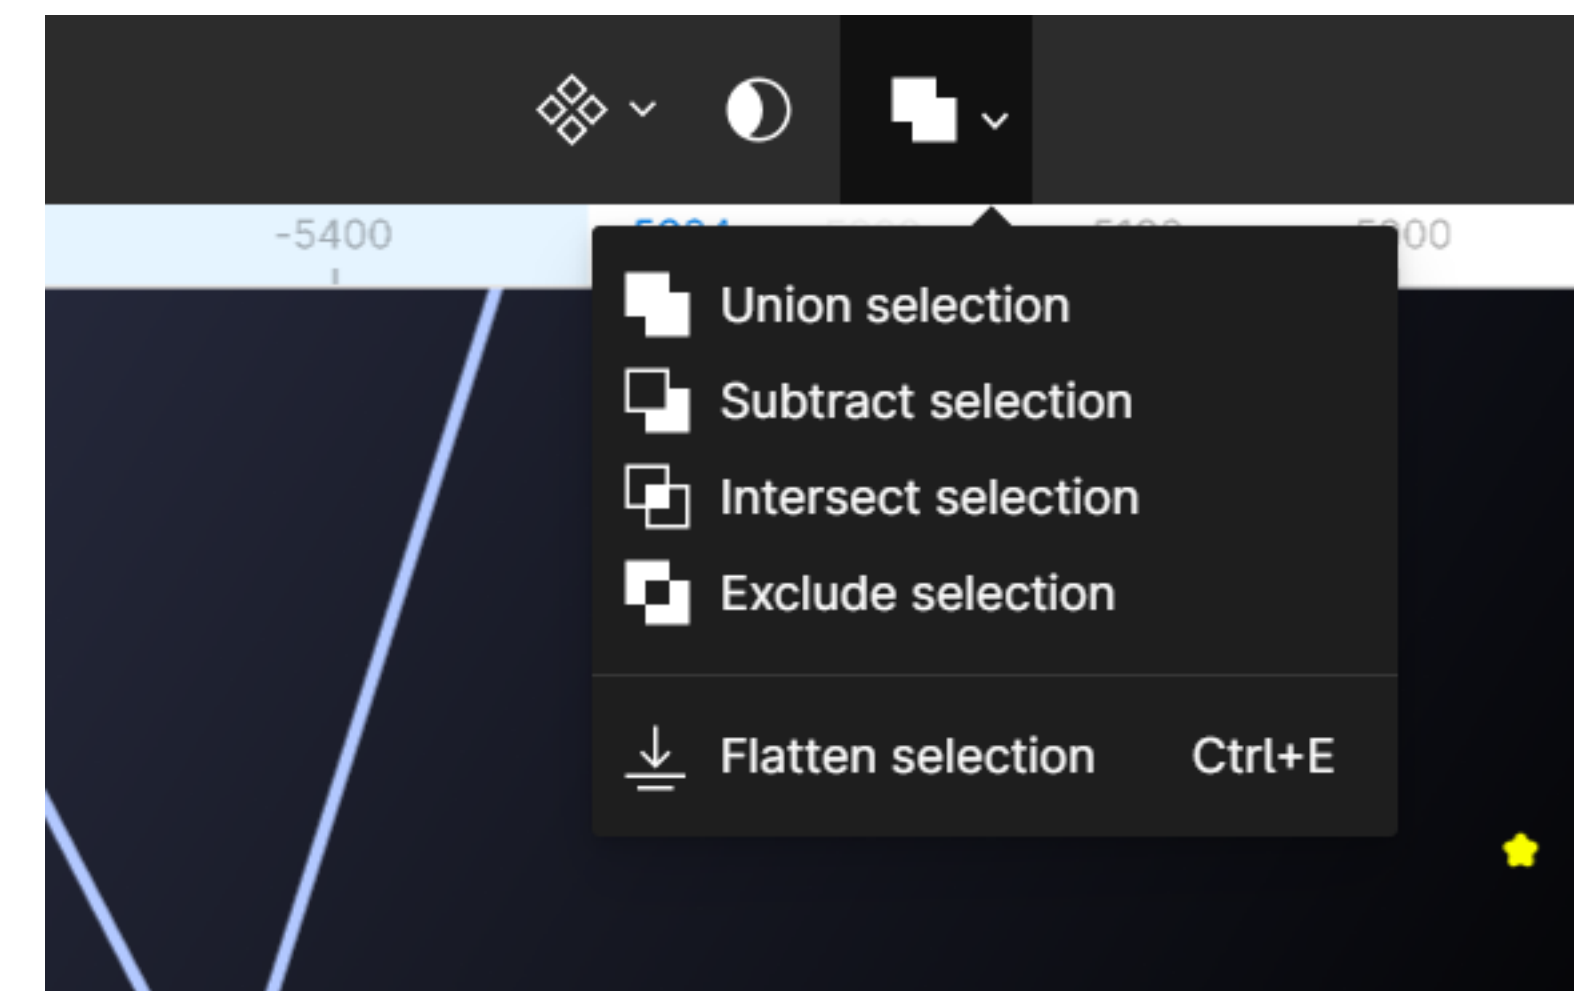 -5400
Union selection
Subtract selection
Intersect selection
Exclude selection
Flatten selection Ctrl+E